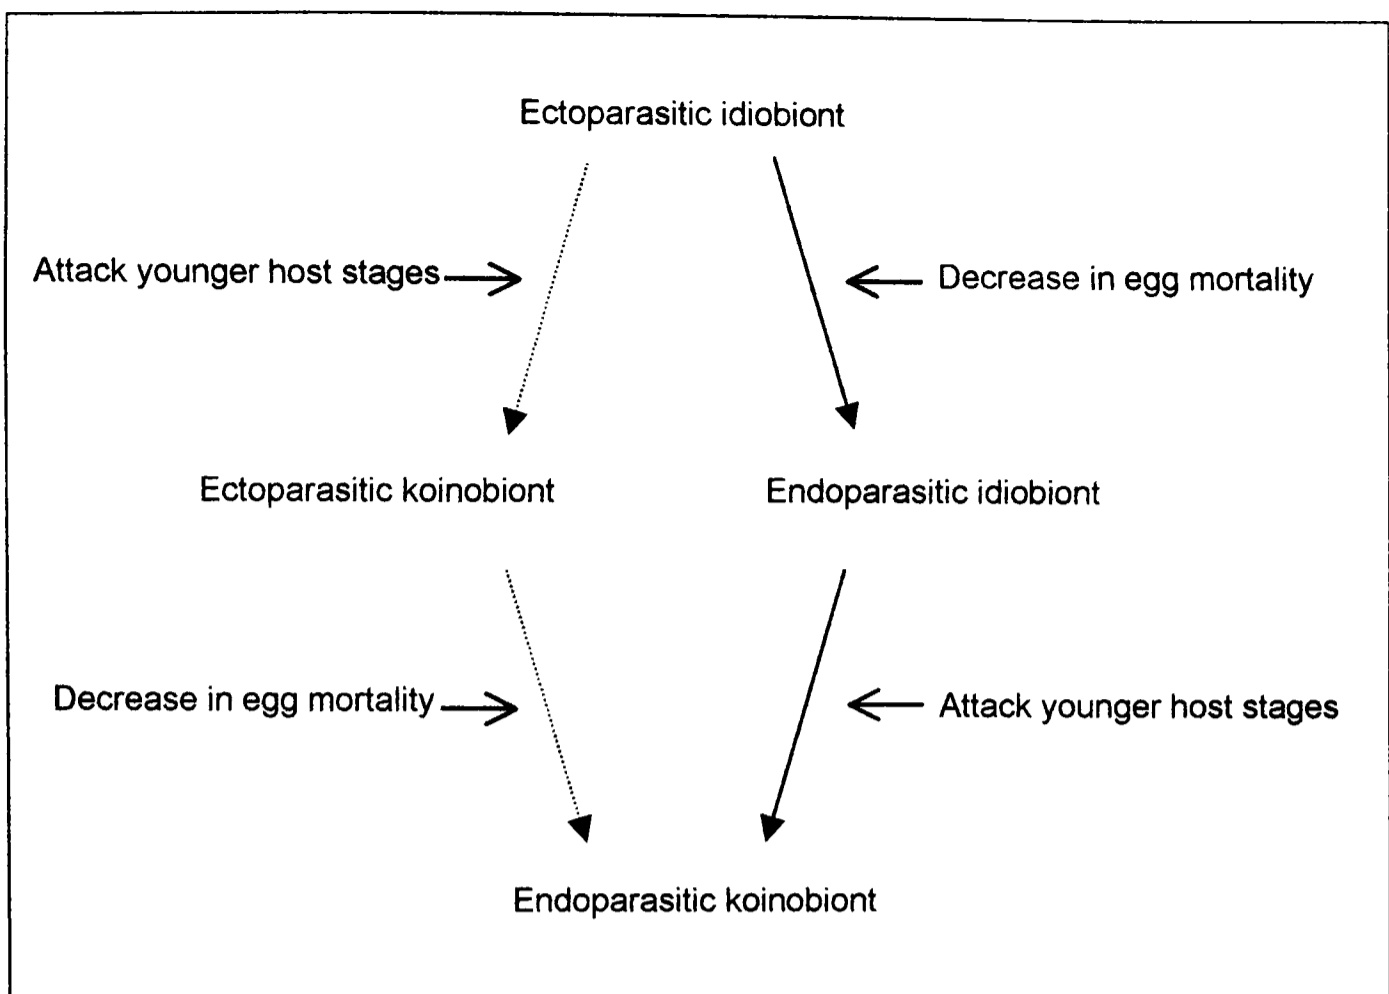 Ectoparasitic idiobiont
Attack younger host stages
Decrease in egg mortality
Ectoparasitic koinobiont
Endoparasitic idiobiont
Decrease in egg mortality
Attack younger host stages
Endoparasitic koinobiont